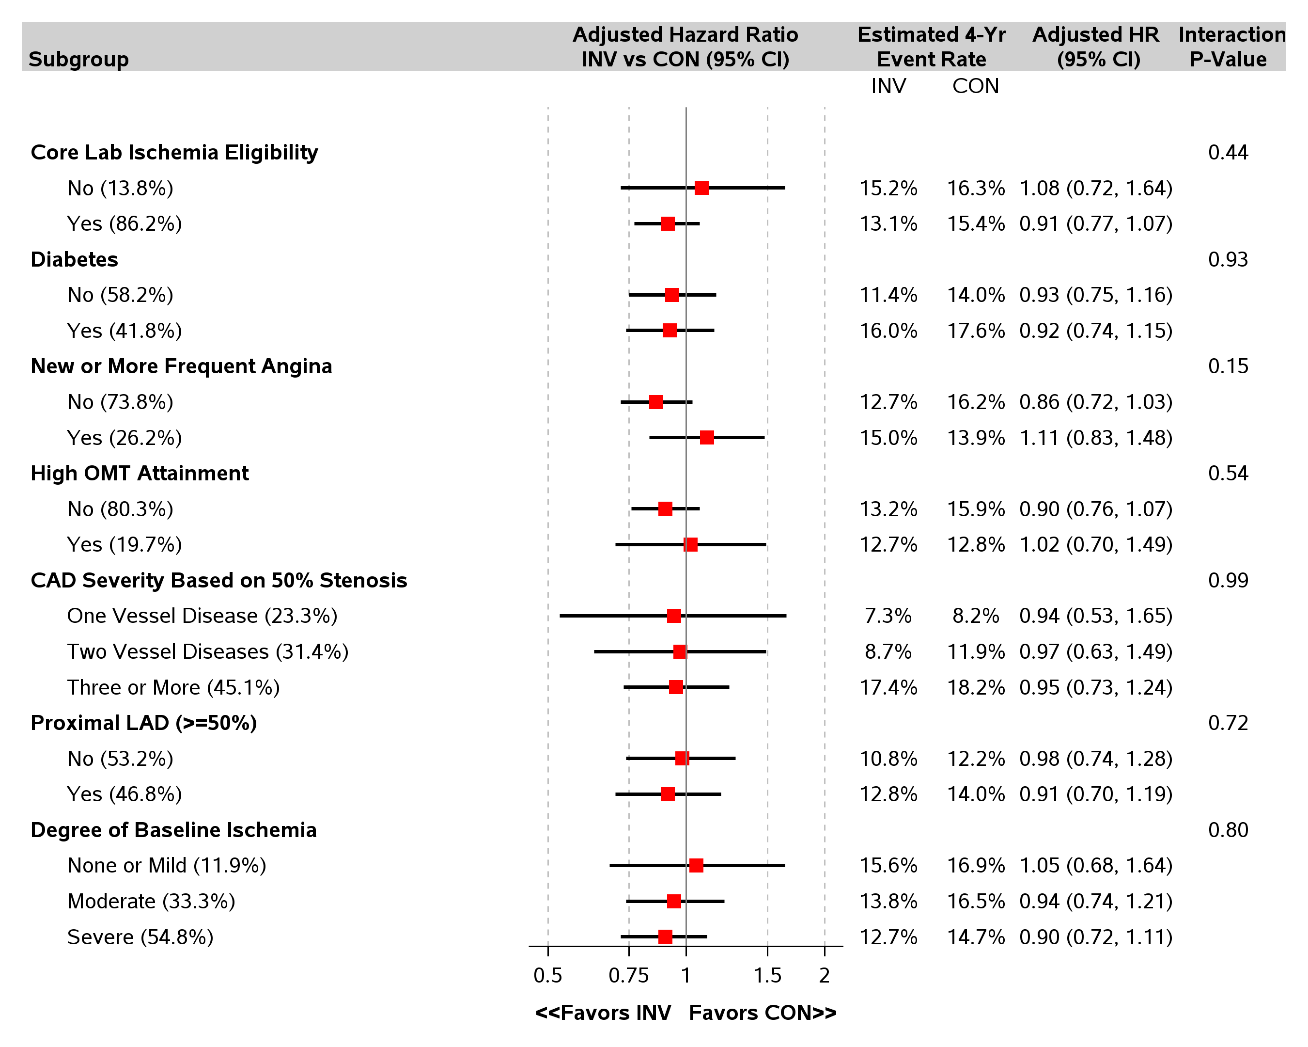 Adjusted Hazard Ratio Estimated 4-Yr Adjusted HR Interaction
Subgroup INV vs CON (95% CI) Event Rate (95% CI) P-Value
INV CON
Core Lab Ischemia Eligibility 0.44
No (13.8%) 15.2% 16.3% 1.08 (0.72, 1.64)
Yes (86.2%) 13.1% 15.4% 0.91 (0.77, 1.07)
Diabetes 0.93
No (58.2%) 11.4% 14.0% 0.93 (0.75, 1.16)
Yes (41.8%) 16.0% 17.6% 0.92 (0.74, 1.15)
New or More Frequent Angina 0.15
No (73.8%) 12.7% 16.2% 0.86 (0.72, 1.03)
Yes (26.2%) 15.0% 13.9% 1.11 (0.83, 1.48)
High OMT Attainment 0.54
No (80.3%) 13.2% 15.9% 0.90 (0.76, 1.07)
Yes (19.7%) 12.7% 12.8% 1.02 (0.70, 1.49)
CAD Severity Based on 50% Stenosis 0.99
One Vessel Disease (23.3%) 7.3% 8.2% 0.94 (0.53, 1.65)
Two Vessel Diseases (31.4%) 8.7% 11.9% 0.97 (0.63, 1.49)
Three or More (45.1%) 17.4% 18.2% 0.95 (0.73, 1.24)
Proximal LAD (>=50%) 0.72
No (53.2%) 10.8% 12.2% 0.98 (0.74, 1.28)
Yes (46.8%) 12.8% 14.0% 0.91 (0.70, 1.19)
Degree of Baseline Ischemia 0.80
None or Mild (11.9%) 15.6% 16.9% 1.05 (0.68, 1.64)
Moderate (33.3%) 13.8% 16.5% 0.94 (0.74, 1.21)
Severe (54.8%) 12.7% 14.7% 0.90 (0.72, 1.11)
0.5 0.75 1 1.5 2
<<Favors INV Favors CON>>